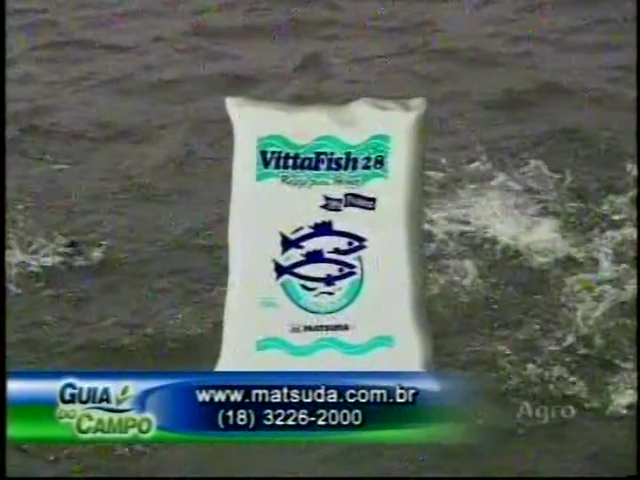 VittaFish 28
MATSUDA
GUIA
DO CAMPO
www.matsuda.com.br
(18) 3226-2000
Agro